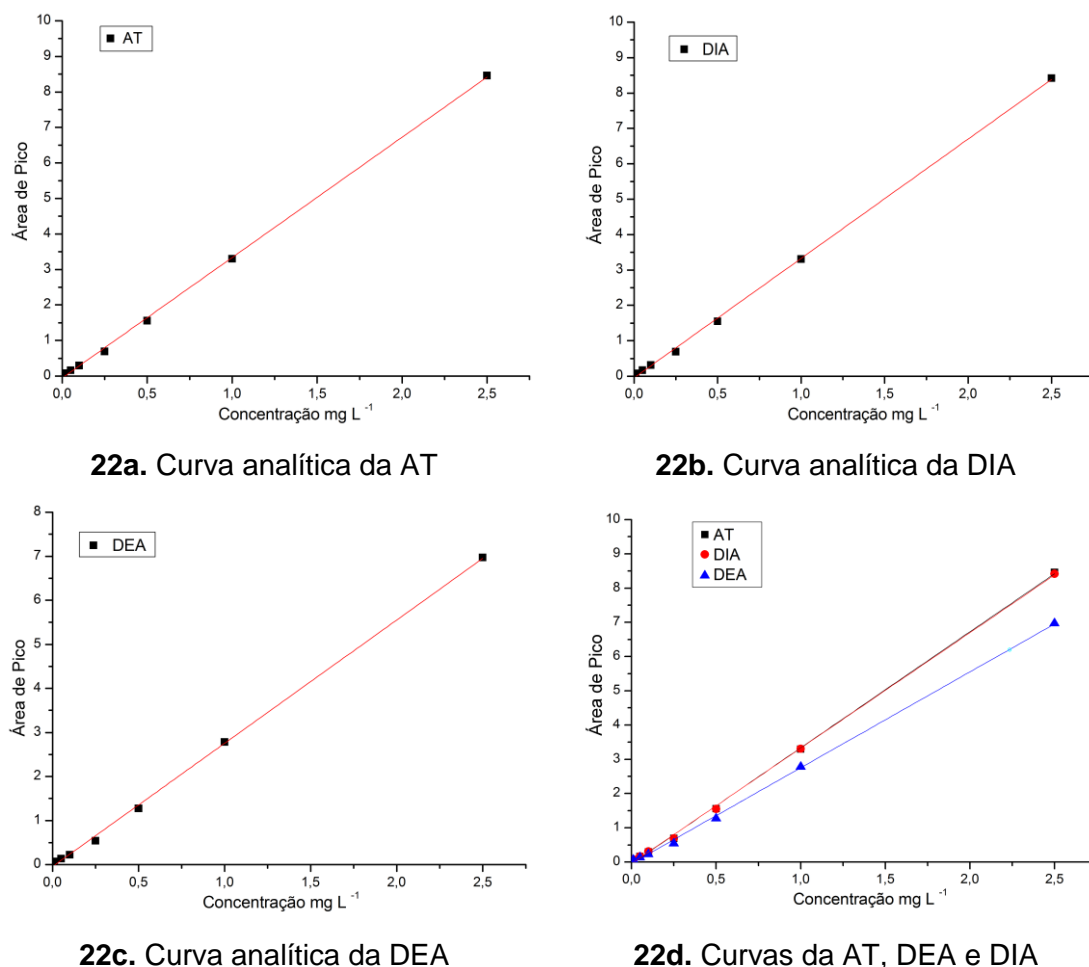 AT
Área de Pico
10
9
8
7
6
5
4
3
2
1
0
0,0 0,5 1,0 1,5 2,0 2,5
Concentração mg L -1
22a. Curva analítica da AT
DIA
Área de Pico
10
9
8
7
6
5
4
3
2
1
0
0,0 0,5 1,0 1,5 2,0 2,5
Concentração mg L -1
22b. Curva analítica da DIA
DEA
Área de Pico
8
7
6
5
4
3
2
1
0
0,0 0,5 1,0 1,5 2,0 2,5
Concentração mg L -1
22c. Curva analítica da DEA
AT
DIA
DEA
Área de Pico
10
9
8
7
6
5
4
3
2
1
0
0,0 0,5 1,0 1,5 2,0 2,5
Concentração mg L -1
22d. Curvas da AT, DEA e DIA